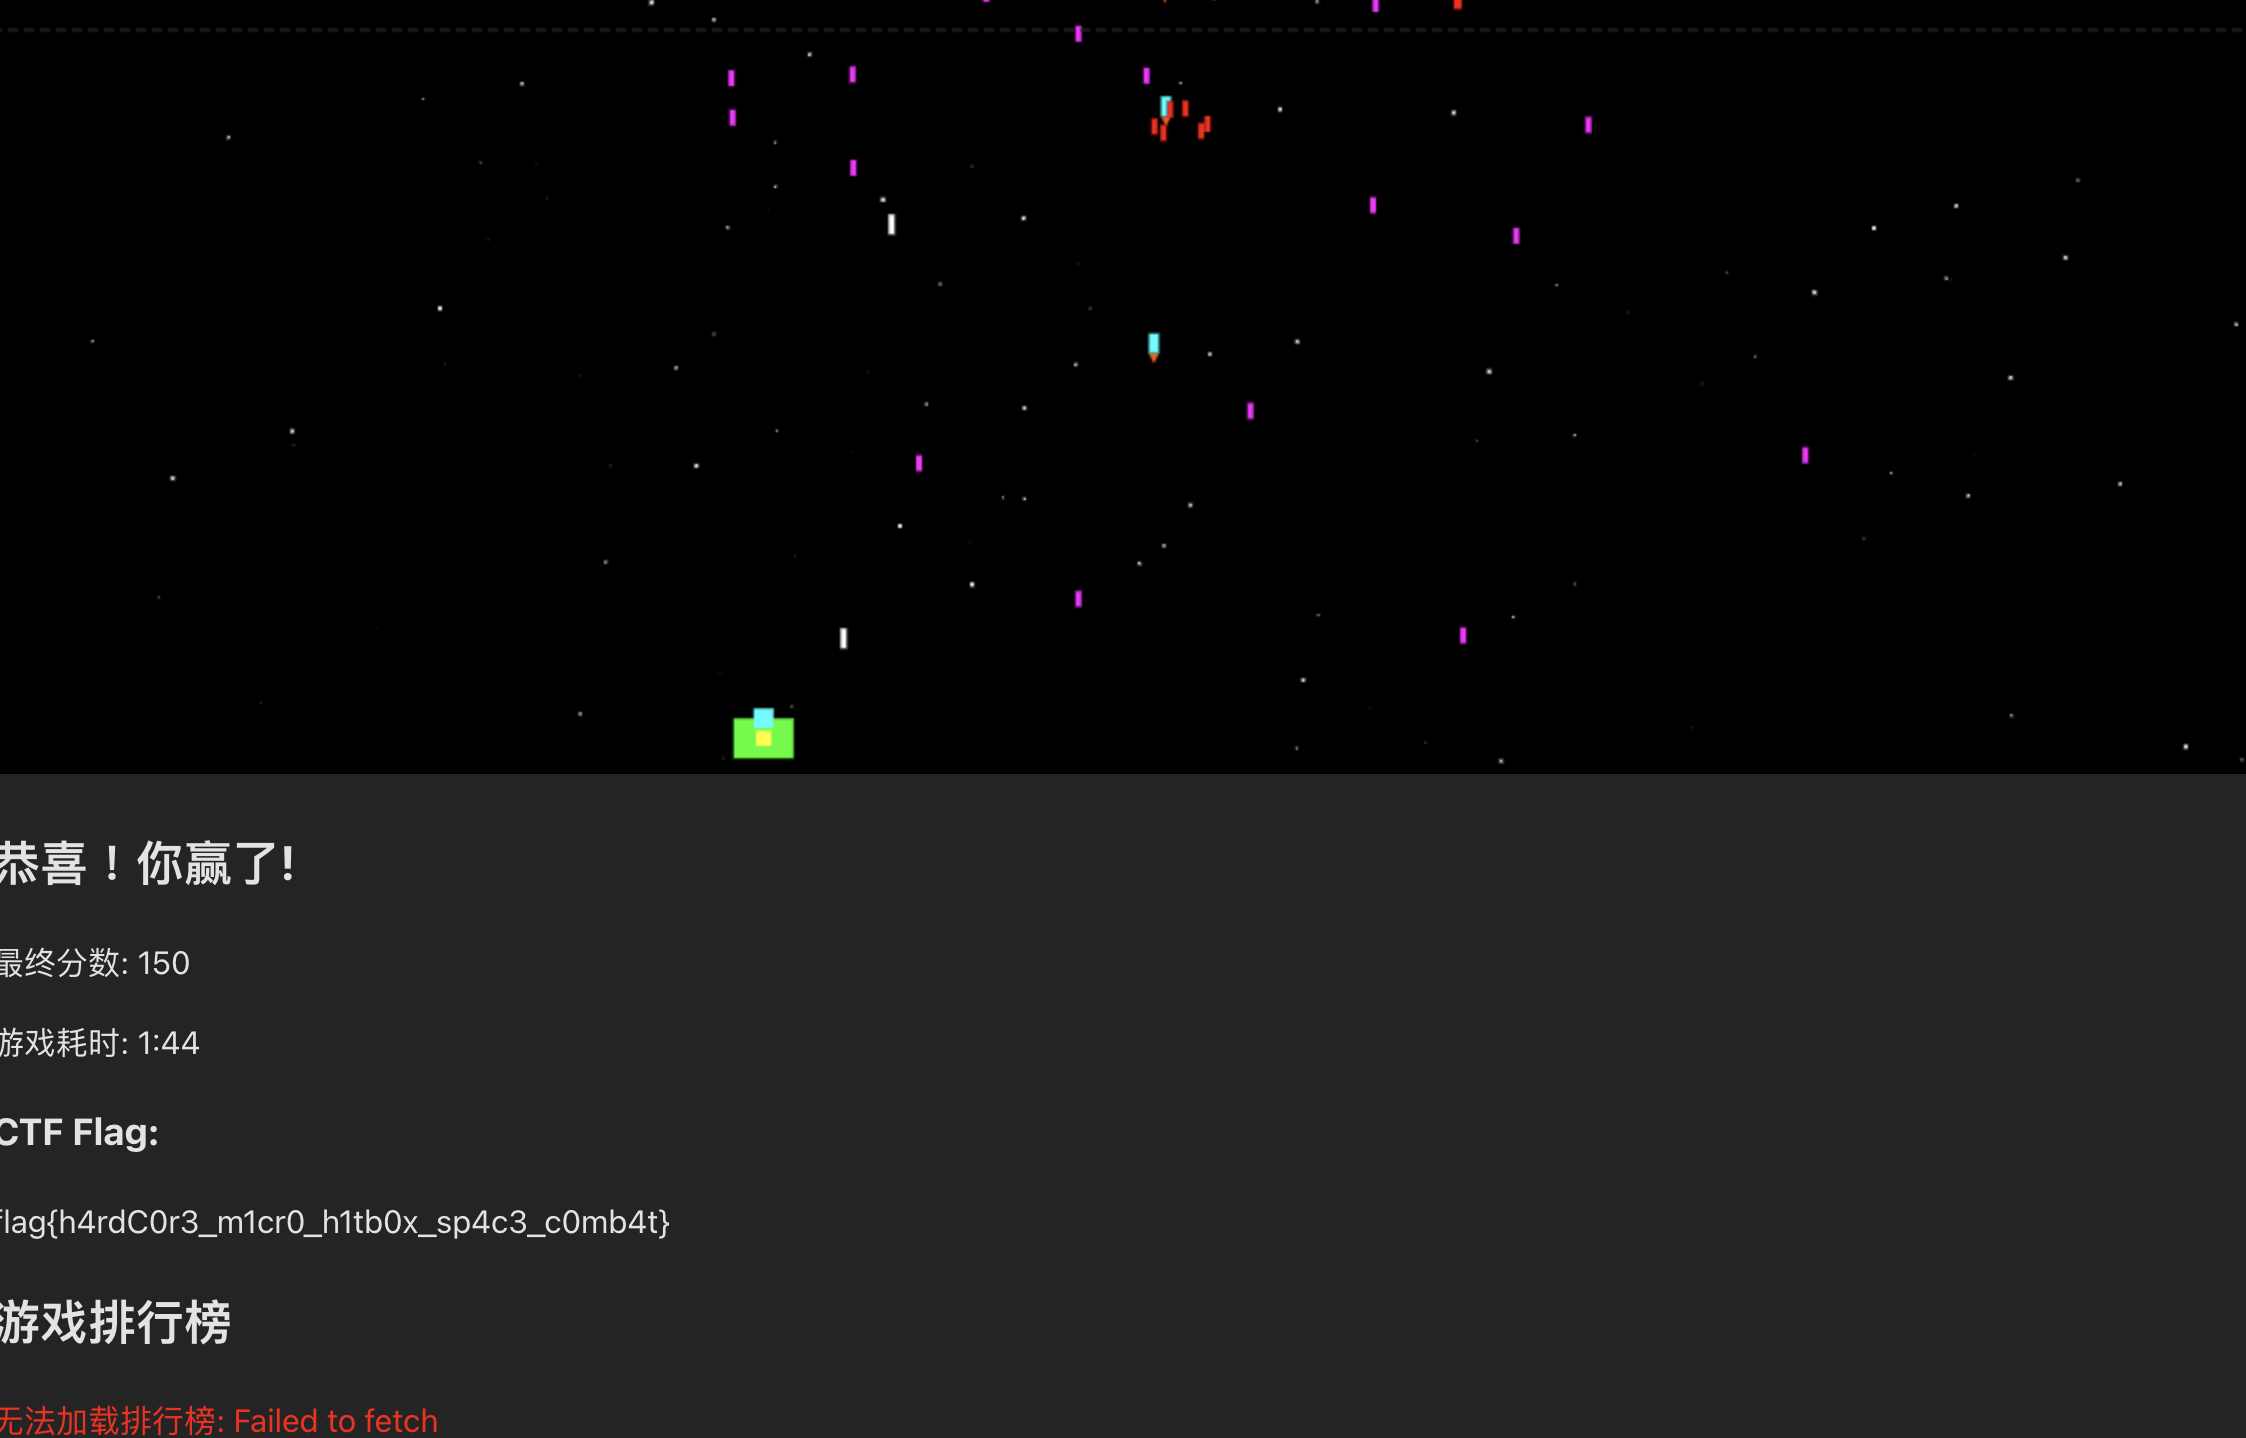 恭喜！你赢了!
最终分数: 150
游戏耗时: 1:44
CTF Flag:
flag{h4rdC0r3_m1cr0_h1tb0x_sp4c3_c0mb4t}
游戏排行榜
无法加载排行榜: Failed to fetch